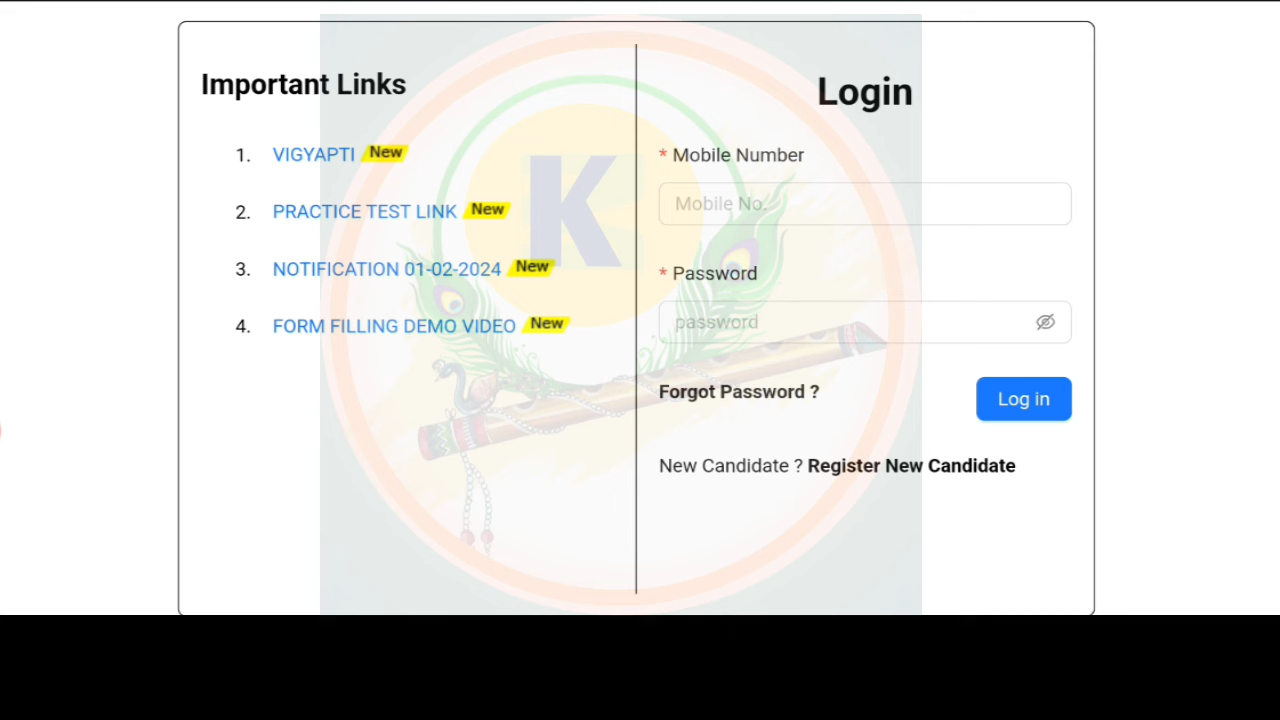 Important Links
1. VIGYAPTI New
2. PRACTICE TEST LINK New
3. NOTIFICATION 01-02-2024 New
4. FORM FILLING DEMO VIDEO New
K
Login
* Mobile Number
Mobile No.
* Password
password
Forgot Password ?
Log in
New Candidate ? Register New Candidate